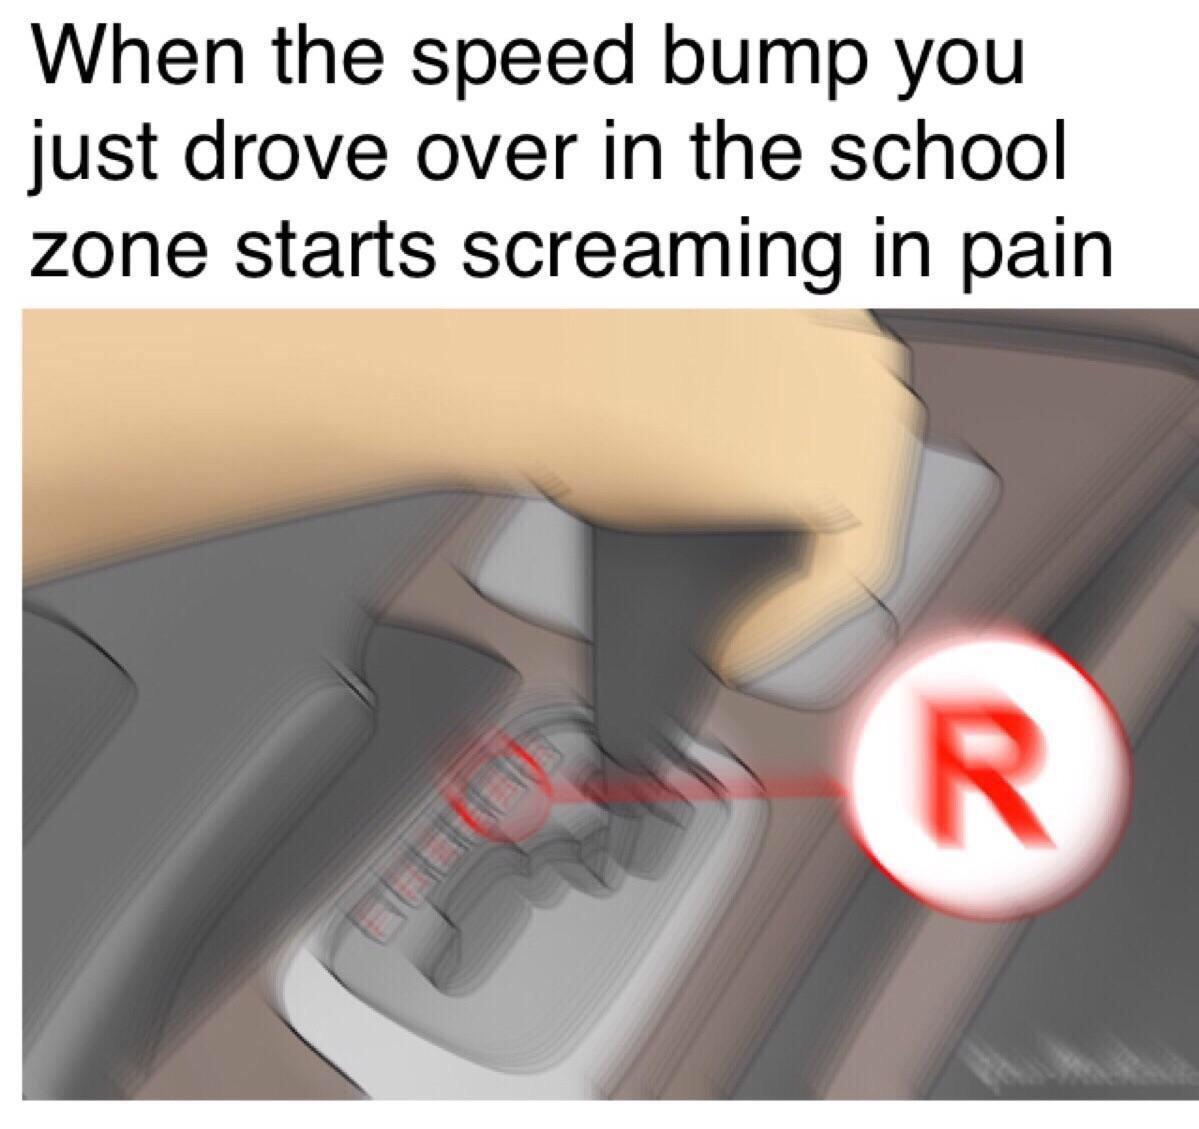 When the speed bump you
just drove over in the school
zone starts screaming in pain
R